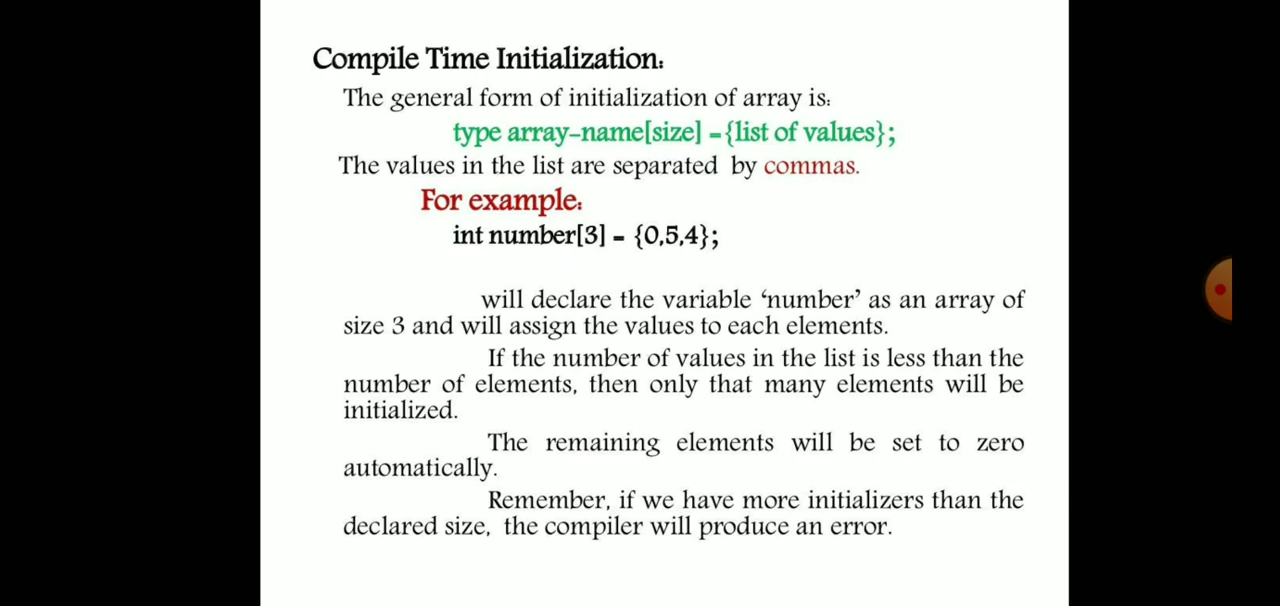 Compile Time Initialization:
The general form of initialization of array is:
type array-name[size] ={list of values};
The values in the list are separated by commas.
For example:
int number[3] = {0,5,4};
will declare the variable ‘number’ as an array of
size 3 and will assign the values to each elements.
If the number of values in the list is less than the
number of elements, then only that many elements will be
initialized.
The remaining elements will be set to zero
automatically.
Remember, if we have more initializers than the
declared size, the compiler will produce an error.